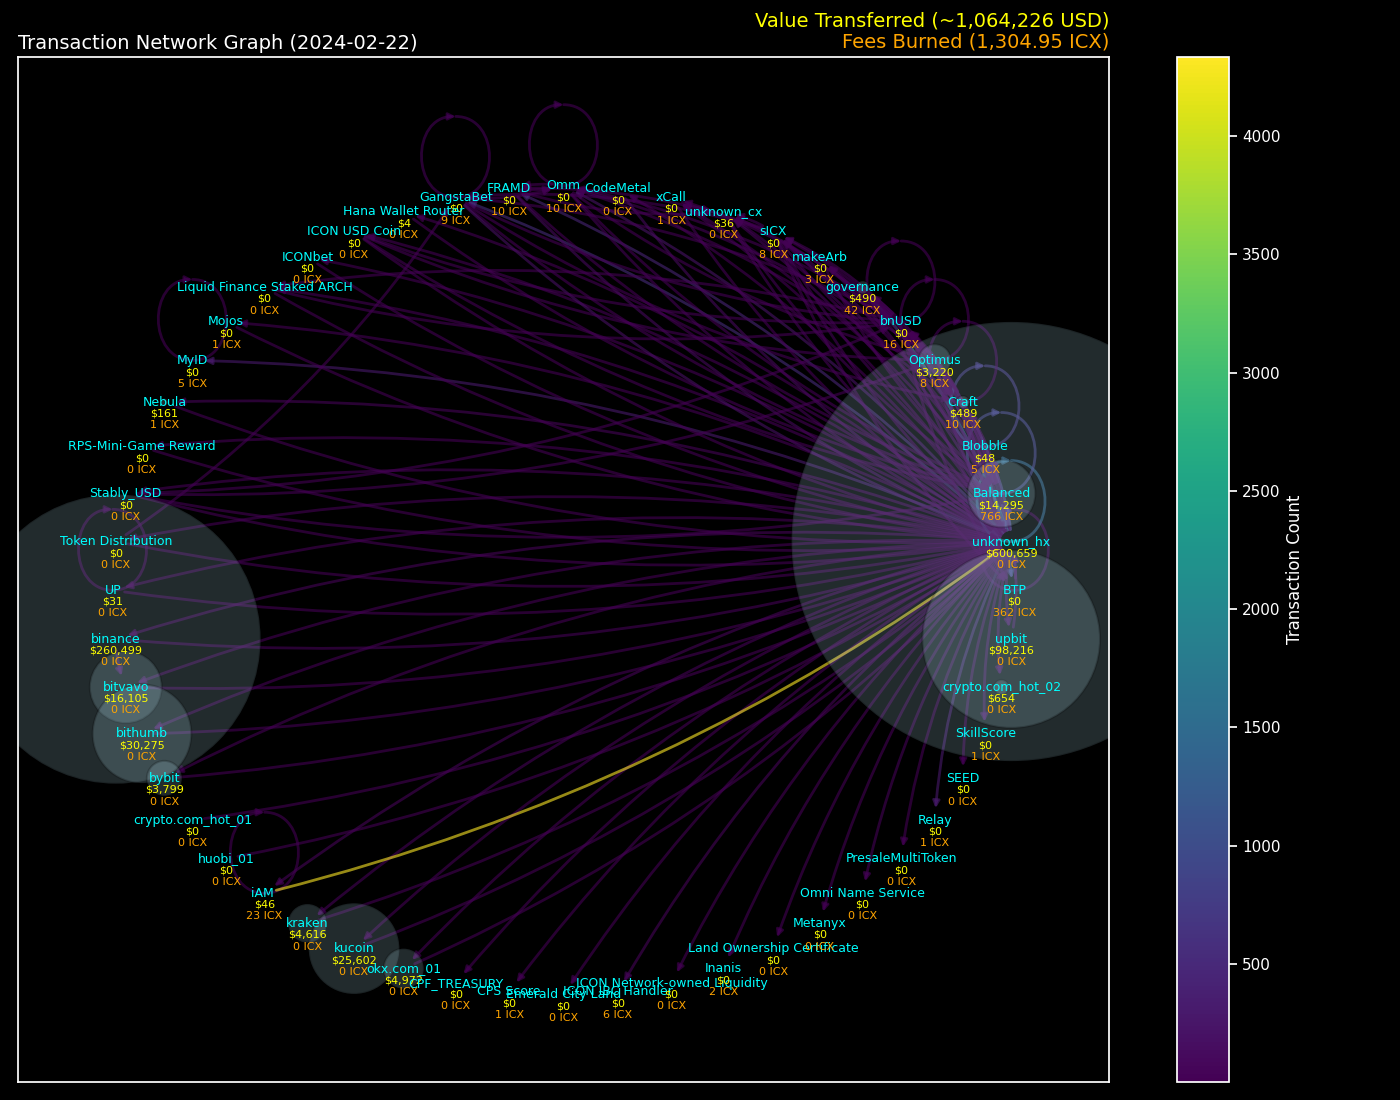 Value Transferred (~1,064,226 USD)
Transaction Network Graph (2024-02-22)
Fees Burned (1,304.95 ICX)
Omm
$0
10 ICX
FRAMD
$0
10 ICX
CodeMetal
$0
0 ICX
GangstaBet
$0
9 ICX
xCall
$0
1 ICX
Hana Wallet Router
$4
0 ICX
unknown_cx
$36
0 ICX
ICON USD Coin
$0
0 ICX
sICX
$0
8 ICX
ICONbet
$0
0 ICX
makeArb
$0
3 ICX
Liquid Finance Staked ARCH
$0
0 ICX
governance
$490
42 ICX
Mojos
$0
1 ICX
bnUSD
$0
16 ICX
MyID
$0
5 ICX
Optimus
$3,220
8 ICX
Nebula
$161
1 ICX
Craft
$489
10 ICX
RPS-Mini-Game Reward
$0
0 ICX
Blobble
$48
5 ICX
Stably_USD
$0
0 ICX
Balanced
$14,295
766 ICX
Token Distribution
$0
0 ICX
unknown_hx
$600,659
0 ICX
UP
$31
0 ICX
BTP
$0
362 ICX
binance
$260,499
0 ICX
upbit
$98,216
0 ICX
bitvavo
$16,105
0 ICX
crypto.com_hot_02
$654
0 ICX
bithumb
$30,275
0 ICX
SkillScore
$0
1 ICX
bybit
$3,799
0 ICX
SEED
$0
0 ICX
crypto.com_hot_01
$0
0 ICX
Relay
$0
1 ICX
huobi_01
$0
0 ICX
PresaleMultiToken
$0
0 ICX
iAM
$46
23 ICX
Omni Name Service
$0
0 ICX
kraken
$4,616
0 ICX
Metanyx
$0
0 ICX
kucoin
$25,602
0 ICX
Land Ownership Certificate
$0
0 ICX
okx.com_01
$4,972
0 ICX
Inanis
$0
2 ICX
CPF_TREASURY
$0
0 ICX
ICON Network-owned Liquidity
$0
0 ICX
CPS Score
$0
1 ICX
ICON IBC Handler
$0
6 ICX
Emerald City Land
$0
0 ICX
4000
3500
3000
2500
2000
1500
1000
500
Transaction Count